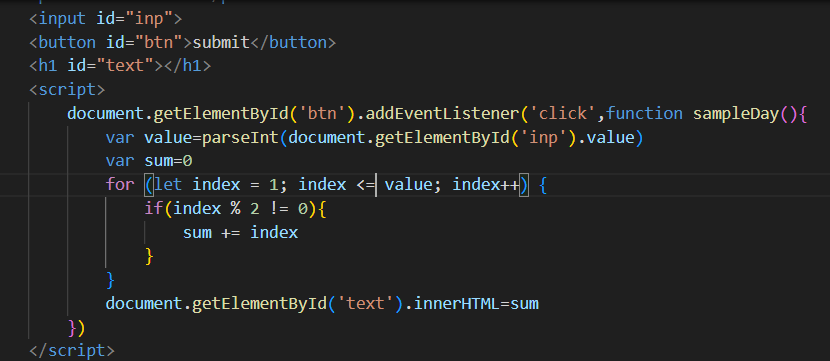 <input id="inp">
<button id="btn">submit</button>
<h1 id="text"></h1>
<script>
document.getElementById('btn').addEventListener('click',function sampleDay(){
var value=parseInt(document.getElementById('inp').value)
var sum=0
for (let index = 1; index <= value; index++) {
if(index % 2 != 0){
sum += index
}
}
document.getElementById('text').innerHTML=sum
})
</script>